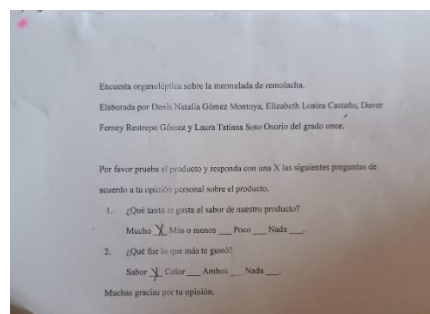 Encuesta organoléptica sobre la mermelada de remolacha.
Elaborada por Deris Natalia Gómez Montoya, Elizabeth Loaiza Castaño, Duver
Ferney Restrepo Gómez y Laura Tatiana Soto Osorio del grado once.
Por favor pruebe el producto y responda con una X las siguientes preguntas de
acuerdo a tu opinión personal sobre el producto.
1. ¿Qué tanto te gusta el sabor de nuestro producto?
Mucho X Más o menos ___ Poco ___ Nada ___.
2. ¿Qué fue lo que más te gustó?
Sabor X Color ___ Ambos ___ Nada ___.
Muchas gracias por tu opinión.